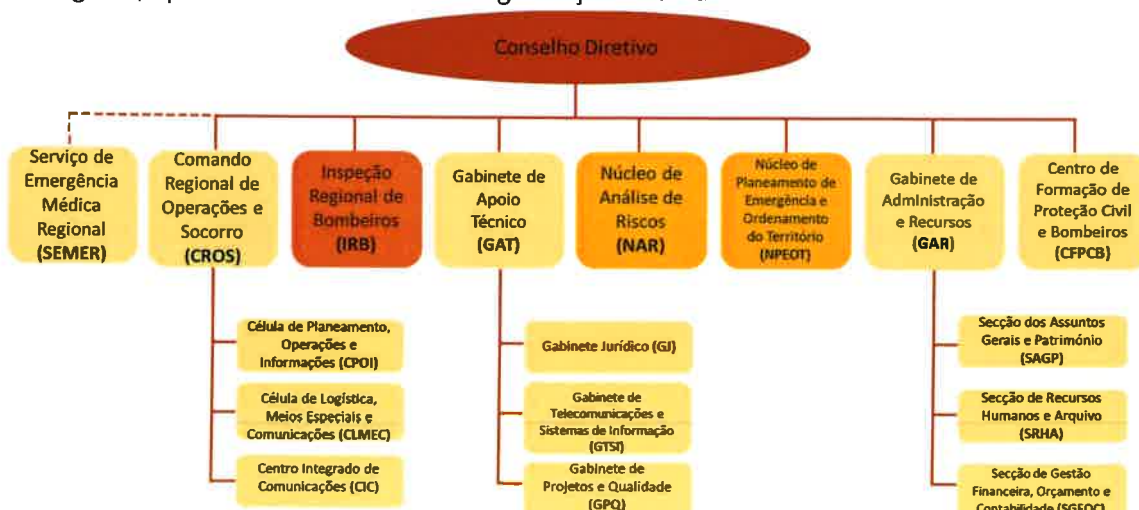 Conselho Diretivo
Serviço de
Emergência
Médica
Regional
(SEMER)
Comando
Regional de
Operações e
Socorro
(CROS)
Inspeção
Regional de
Bombeiros
(IRB)
Gabinete de
Apoio
Técnico
(GAT)
Núcleo de
Análise de
Riscos
(NAR)
Núcleo de
Planeamento de
Emergência e
Ordenamento
do Território
(NPEOT)
Gabinete de
Administração
e Recursos
(GAR)
Centro de
Formação de
Proteção Civil
e Bombeiros
(CFPCB)
Célula de Planeamento,
Operações e
Informações (CPOI)
Célula de Logística,
Meios Especiais e
Comunicações (CLMEC)
Centro Integrado de
Comunicações (CIC)
Gabinete Jurídico (GJ)
Gabinete de
Telecomunicações e
Sistemas de Informação
(GTSI)
Gabinete de
Projetos e Qualidade
(GPQ)
Secção dos Assuntos
Gerais e Património
(SAGP)
Secção de Recursos
Humanos e Arquivo
(SRHA)
Secção de Gestão
Financeira, Orçamento e
Contabilidade (SGFOC)